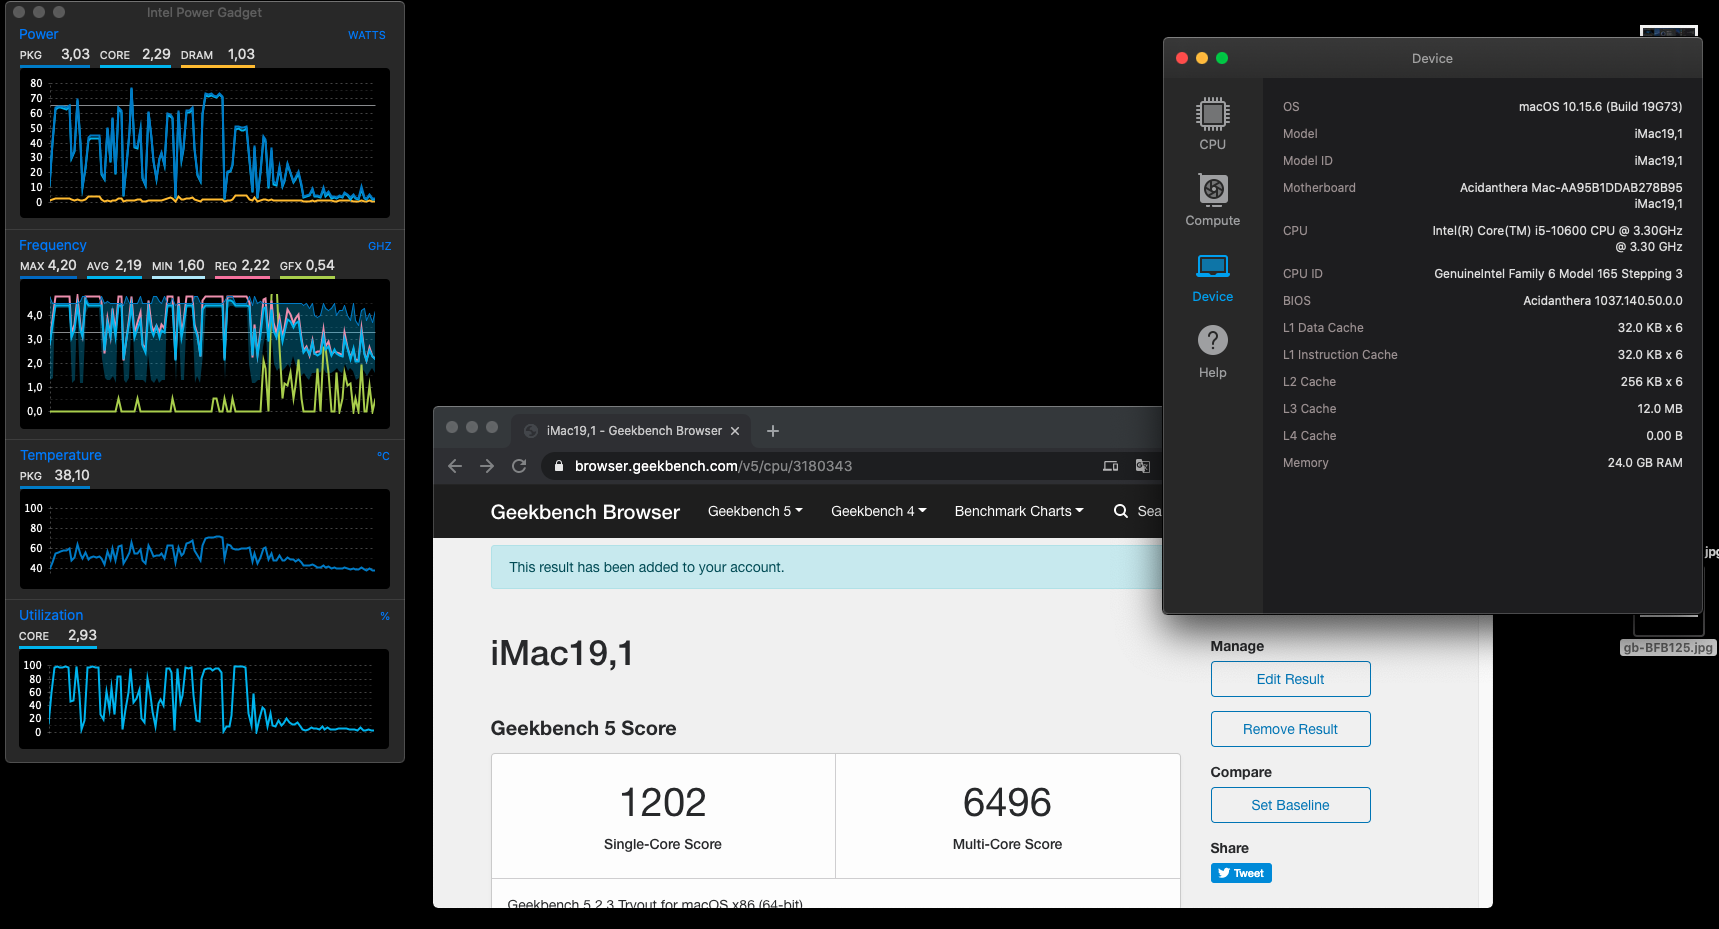 Intel Power Gadget
Power WATTS
PKG 3,03 CORE 2,29 DRAM 1,03
80
70
60
50
40
30
20
10
0
Frequency GHZ
MAX 4,20 AVG 2,19 MIN 1,60 REQ 2,22 GFX 0,54
4,0
3,0
2,0
1,0
0,0
Temperature ºC
PKG 38,10
100
80
60
40
Utilization %
CORE 2,93
100
80
60
40
20
0
iMac19,1 - Geekbench Browser
browser.geekbench.com/v5/cpu/3180343
Geekbench Browser Geekbench 5 Geekbench 4 Benchmark Charts Sea
This result has been added to your account.
iMac19,1
Geekbench 5 Score
1202
Single-Core Score
6496
Multi-Core Score
Geekbench 5.2.3 Tryout for macOS x86 (64-bit)
Manage
Edit Result
Remove Result
Compare
Set Baseline
Share
Tweet
Device
CPU
Compute
Device
Help
OS macOS 10.15.6 (Build 19G73)
Model iMac19,1
Model ID iMac19,1
Motherboard Acidanthera Mac-AA95B1DDAB278B95
iMac19,1
CPU Intel(R) Core(TM) i5-10600 CPU @ 3.30GHz
@ 3.30 GHz
CPU ID GenuineIntel Family 6 Model 165 Stepping 3
BIOS Acidanthera 1037.140.50.0.0
L1 Data Cache 32.0 KB x 6
L1 Instruction Cache 32.0 KB x 6
L2 Cache 256 KB x 6
L3 Cache 12.0 MB
L4 Cache 0.00 B
Memory 24.0 GB RAM
.jpg
gb-BFB125.jpg